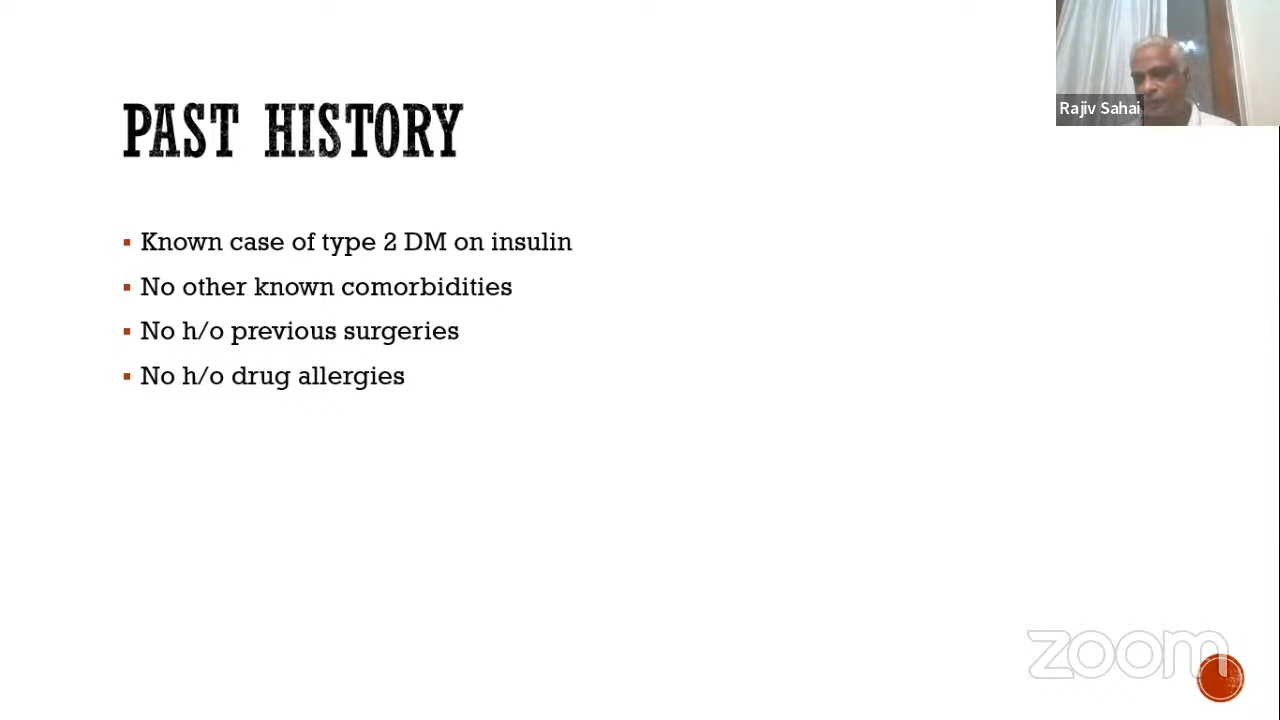 Rajiv Sahai
PAST HISTORY
Known case of type 2 DM on insulin
No other known comorbidities
No h/o previous surgeries
No h/o drug allergies
zoom